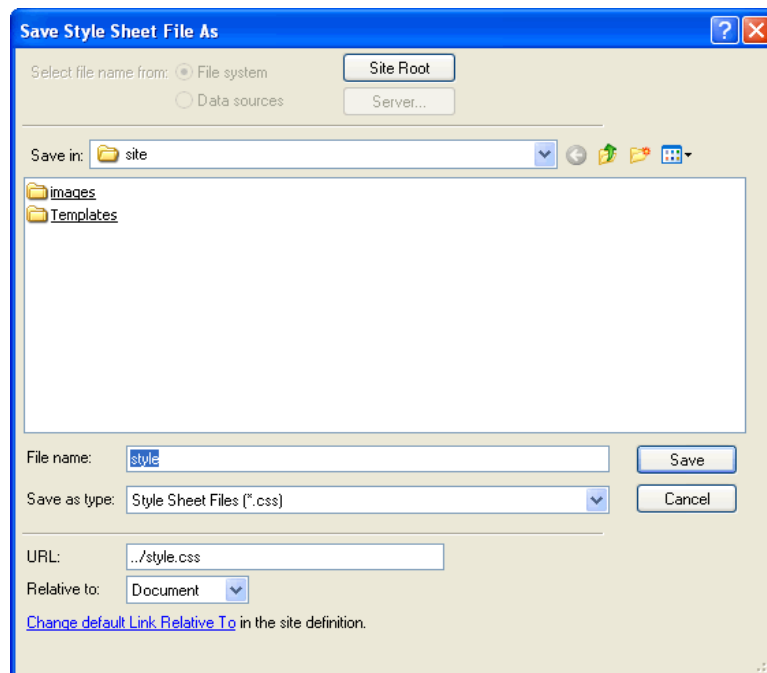 Save Style Sheet File As
Select file name from: File system Site Root
Data sources Server...
Save in: site
images
Templates
File name: style Save
Save as type: Style Sheet Files (*.css) Cancel
URL: ../style.css
Relative to: Document
Change default Link Relative To in the site definition.